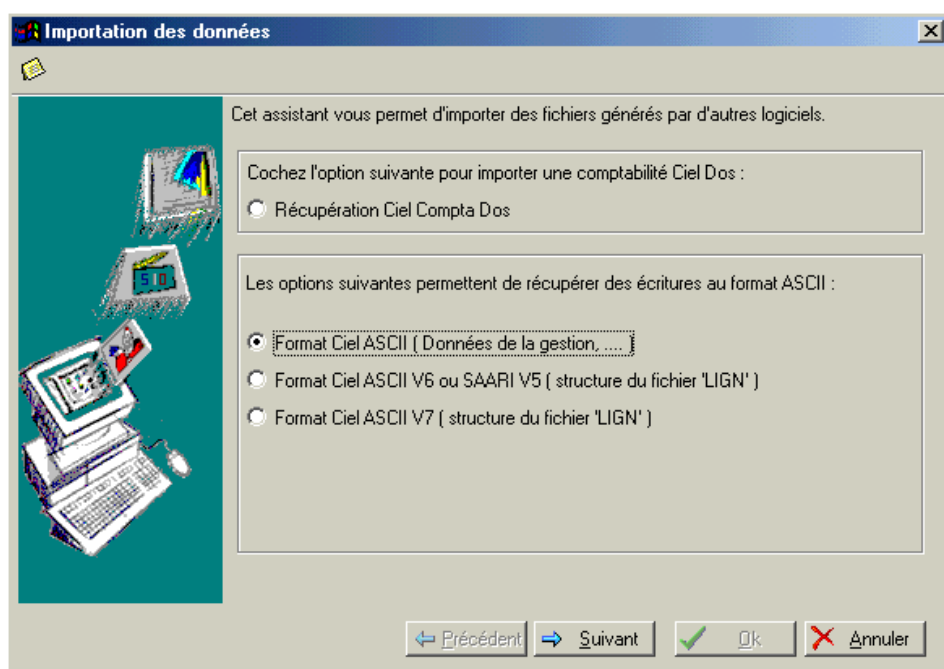 Importation des données
Cet assistant vous permet d'importer des fichiers générés par d'autres logiciels.
Cochez l'option suivante pour importer une comptabilité Ciel Dos :
Récupération Ciel Compta Dos
Les options suivantes permettent de récupérer des écritures au format ASCII :
Format Ciel ASCII ( Données de la gestion, .... )
Format Ciel ASCII V6 ou SAARI V5 ( structure du fichier 'LIGN' )
Format Ciel ASCII V7 ( structure du fichier 'LIGN' )
Précédent Suivant Ok Annuler